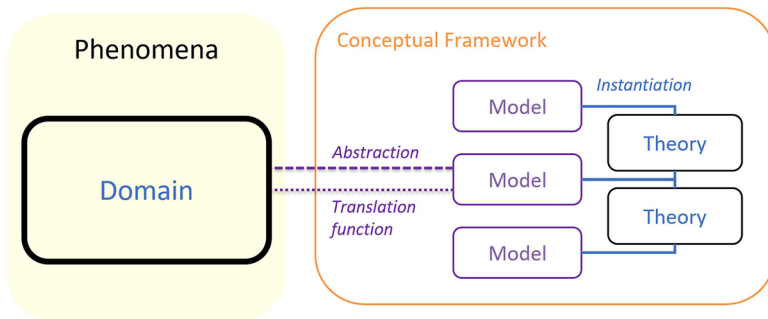 Phenomena
Domain
Conceptual Framework
Instantiation
Model
Theory
Abstraction
Model
Translation
function
Theory
Model